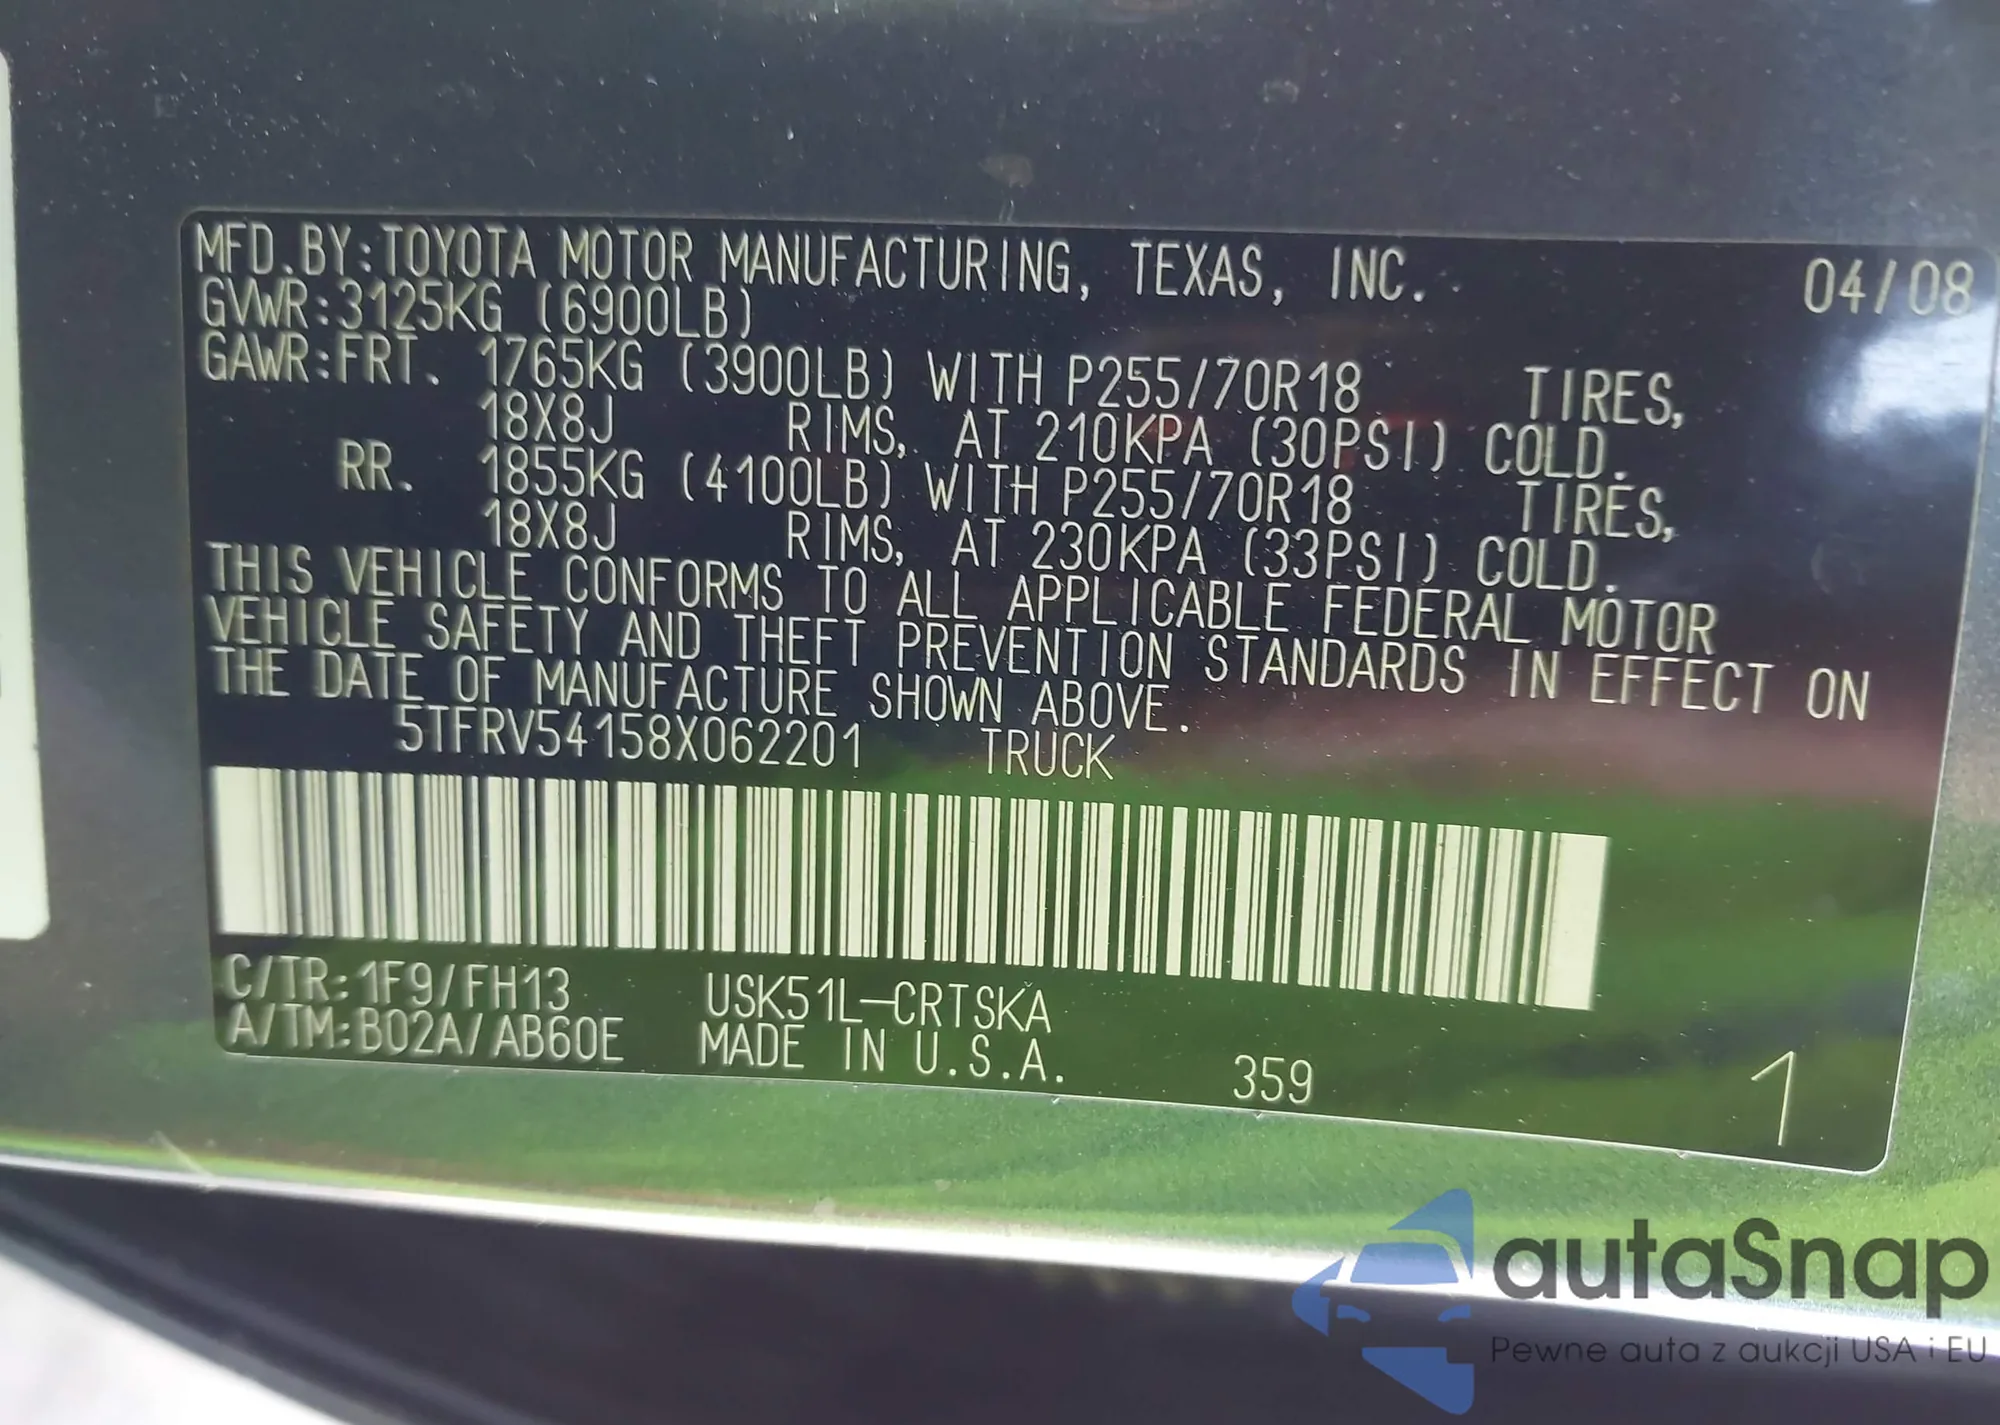 MFD.BY:TOYOTA MOTOR MANUFACTURING, TEXAS, INC. 04/08
GVWR:3125KG (6900LB)
GAWR:FRT. 1765KG (3900LB) WITH P255/70R18 TIRES,
18X8J RIMS, AT 210KPA (30PSI) COLD.
RR. 1855KG (4100LB) WITH P255/70R18 TIRES,
18X8J RIMS, AT 230KPA (33PSI) COLD.
THIS VEHICLE CONFORMS TO ALL APPLICABLE FEDERAL MOTOR
VEHICLE SAFETY AND THEFT PREVENTION STANDARDS IN EFFECT ON
THE DATE OF MANUFACTURE SHOWN ABOVE.
5TFRV54158X062201 TRUCK
C/TR:1F9/FH13 USK51L-CRTSKA
A/TM:B02A/AB60E MADE IN U.S.A. 359 1
autaSnap
Pewne auta z aukcji USA i EU